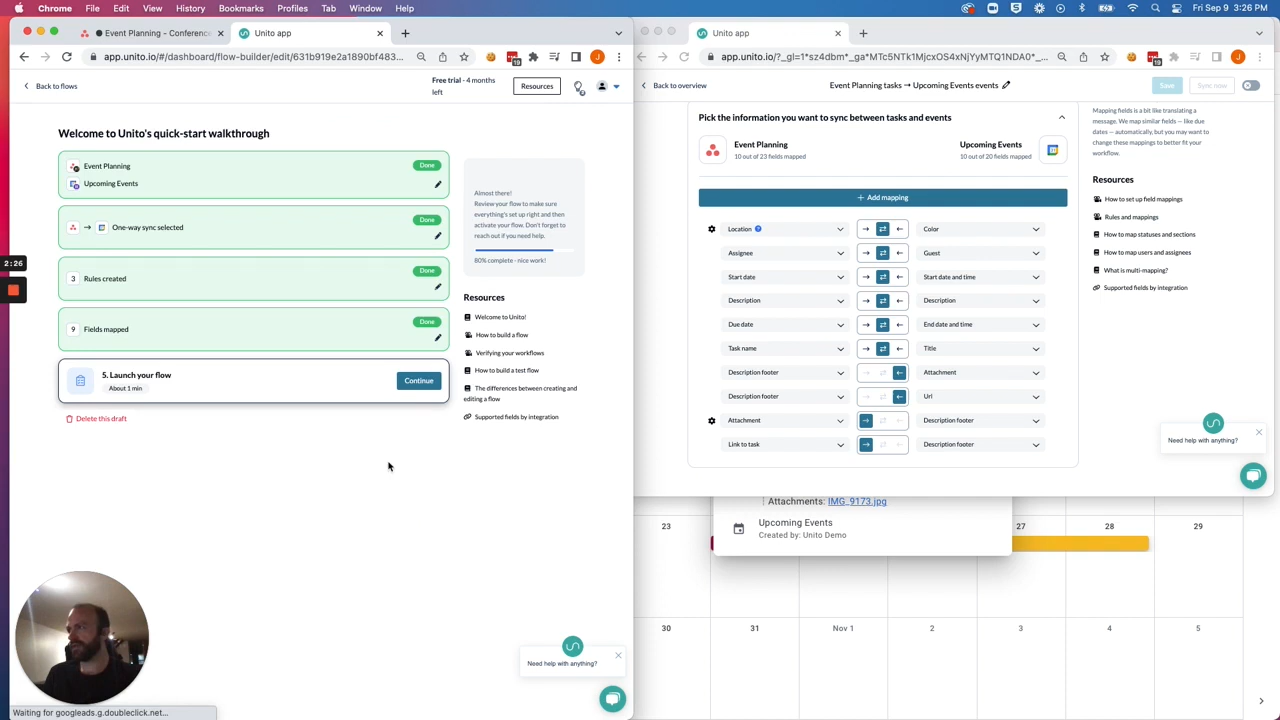 History
Bookmarks
Profiles
Tab
Window
Help
Event Planning - Conferenc
Unito app
app.unito.io/#/dashboard/flow-builder/edit/631b919e2a1890bf483...
Back to flows
Free trial - 4 months
left
Resources
Welcome to Unito's quick-start walkthrough
Event Planning
Upcoming Events
Done
One-way sync selected
Done
3 Rules created
Done
9 Fields mapped
Done
5. Launch your flow
About 1 min
Continue
Delete this draft
Almost there!
Review your flow to make sure
everything's set up right and then
activate your flow. Don't forget to
reach out if you need help.
80% complete - nice work!
Resources
Welcome to Unito!
How to build a flow
Verifying your workflows
How to build a test flow
The differences between creating and
editing a flow
Supported fields by integration
2:26
Need help with anything?
Waiting for googleads.g.doubleclick.net...
Unito app
app.unito.io/?_gl=1*szd4dbm*_ga*MTc5NTk1MjcxOS4xNjYyMTQ1NDA0*_...
19
19
Back to overview
Event Planning tasks → Upcoming Events events
Save
Sync now
Pick the information you want to sync between tasks and events
Event Planning
10 out of 23 fields mapped
Upcoming Events
10 out of 20 fields mapped
+ Add mapping
Location Color
Assignee Guest
Start date Start date and time
Description Description
Due date End date and time
Task name Title
Description footer Attachment
Description footer Url
Attachment Description footer
Link to task Description footer
Mapping fields is a bit like translating a
message. We map similar fields — like due
dates — automatically, but you may want to
change these mappings to better fit your
workflow.
Resources
How to set up field mappings
Rules and mappings
How to map statuses and sections
How to map users and assignees
What is multi-mapping?
Supported fields by integration
Need help with anything?
Attachments: IMG_9173.jpg
Upcoming Events
Created by: Unito Demo
23
27
28
29
30
31
Nov 1
2
3
4
5